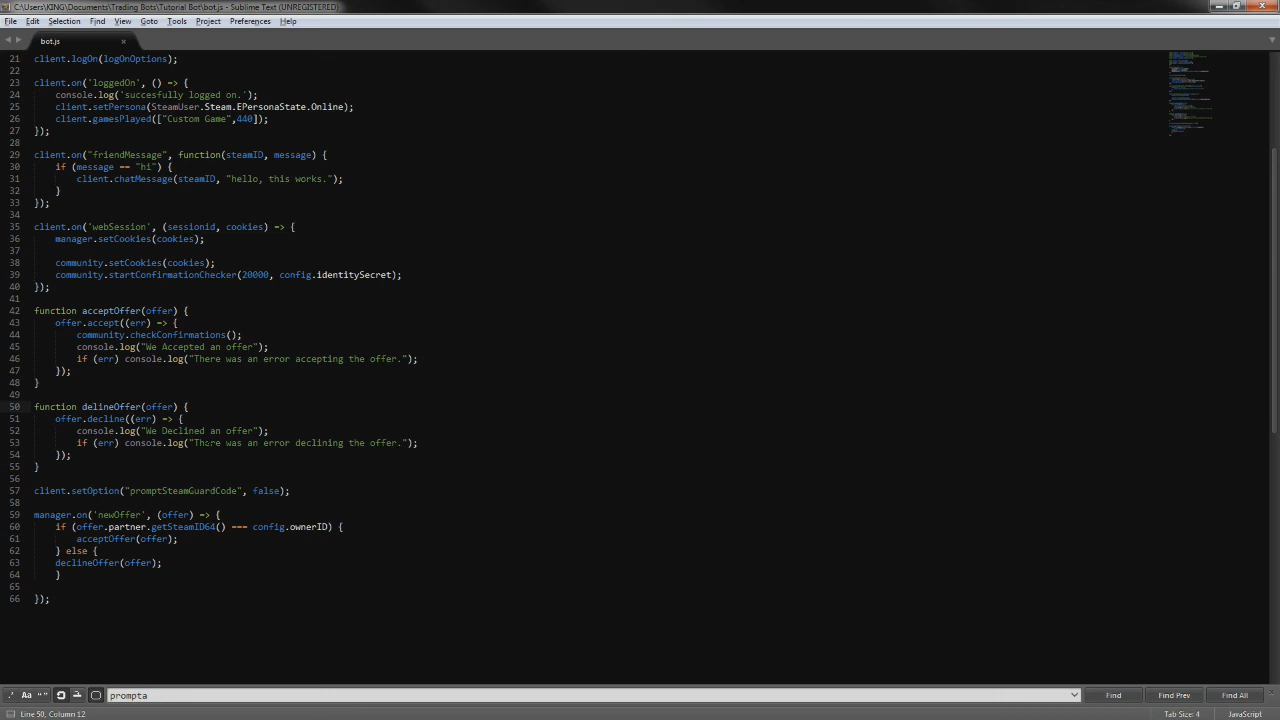 C:\Users\KING\Documents\Trading Bots\Tutorial Bot\bot.js - Sublime Text (UNREGISTERED)
File Edit Selection Find View Goto Tools Project Preferences Help
bot.js
21 client.logOn(logOnOptions);
22
23 client.on('loggedOn', () => {
24 console.log('succesfully logged on.');
25 client.setPersona(SteamUser.Steam.EPersonaState.Online);
26 client.gamesPlayed(["Custom Game",440]);
27 });
28
29 client.on("friendMessage", function(steamID, message) {
30 if (message == "hi") {
31 client.chatMessage(steamID, "hello, this works.");
32 }
33 });
34
35 client.on('webSession', (sessionid, cookies) => {
36 manager.setCookies(cookies);
37
38 community.setCookies(cookies);
39 community.startConfirmationChecker(20000, config.identitySecret);
40 });
41
42 function acceptOffer(offer) {
43 offer.accept((err) => {
44 community.checkConfirmations();
45 console.log("We Accepted an offer");
46 if (err) console.log("There was an error accepting the offer.");
47 });
48 }
49
50 function delineOffer(offer) {
51 offer.decline((err) => {
52 console.log("We Declined an offer");
53 if (err) console.log("There was an error declining the offer.");
54 });
55 }
56
57 client.setOption("promptSteamGuardCode", false);
58
59 manager.on('newOffer', (offer) => {
60 if (offer.partner.getSteamID64() === config.ownerID) {
61 acceptOffer(offer);
62 } else {
63 declineOffer(offer);
64 }
65
66 });
.* Aa "" prompta Find Find Prev Find All
Line 50, Column 12 Tab Size: 4 JavaScript